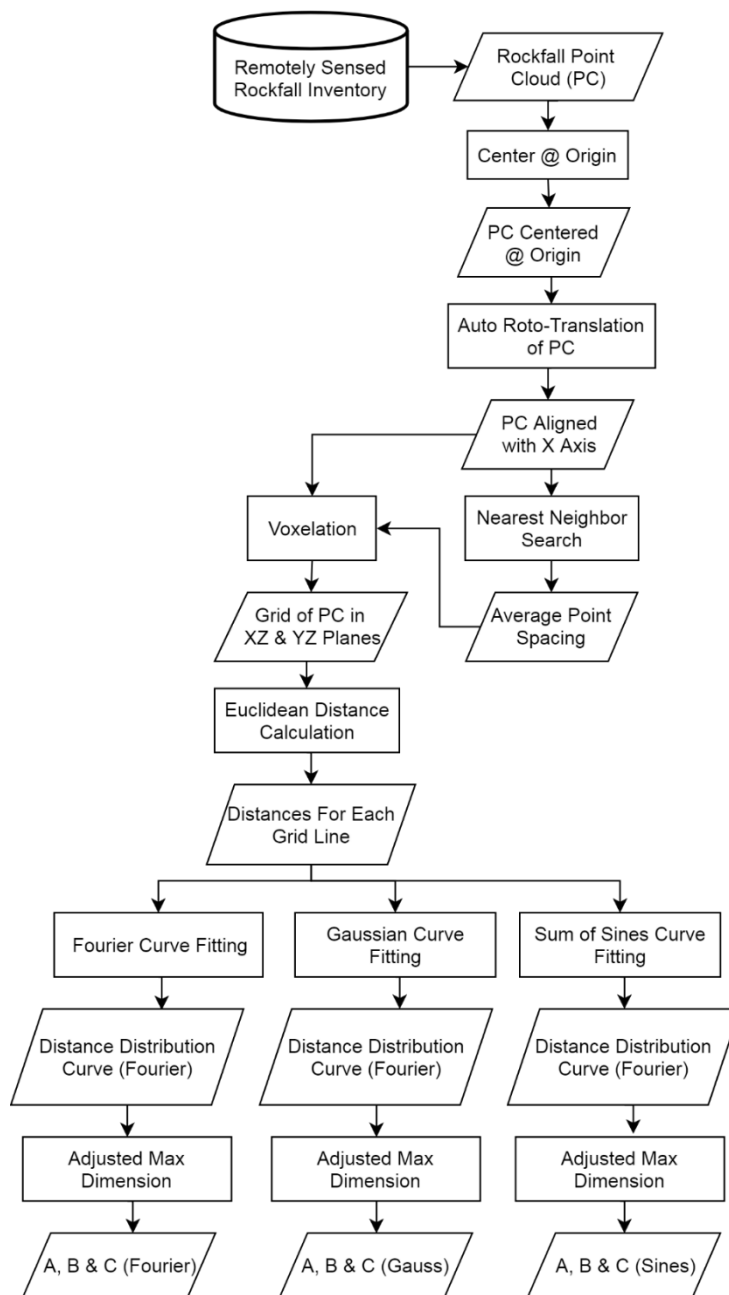 Remotely Sensed
Rockfall Inventory
Rockfall Point
Cloud (PC)
Center @ Origin
PC Centered
@ Origin
Auto Roto-Translation
of PC
PC Aligned
with X Axis
Voxelation
Nearest Neighbor
Search
Grid of PC in
XZ & YZ Planes
Average Point
Spacing
Euclidean Distance
Calculation
Distances For Each
Grid Line
Fourier Curve Fitting
Gaussian Curve
Fitting
Sum of Sines Curve
Fitting
Distance Distribution
Curve (Fourier)
Distance Distribution
Curve (Fourier)
Distance Distribution
Curve (Fourier)
Adjusted Max
Dimension
Adjusted Max
Dimension
Adjusted Max
Dimension
A, B & C (Fourier)
A, B & C (Gauss)
A, B & C (Sines)